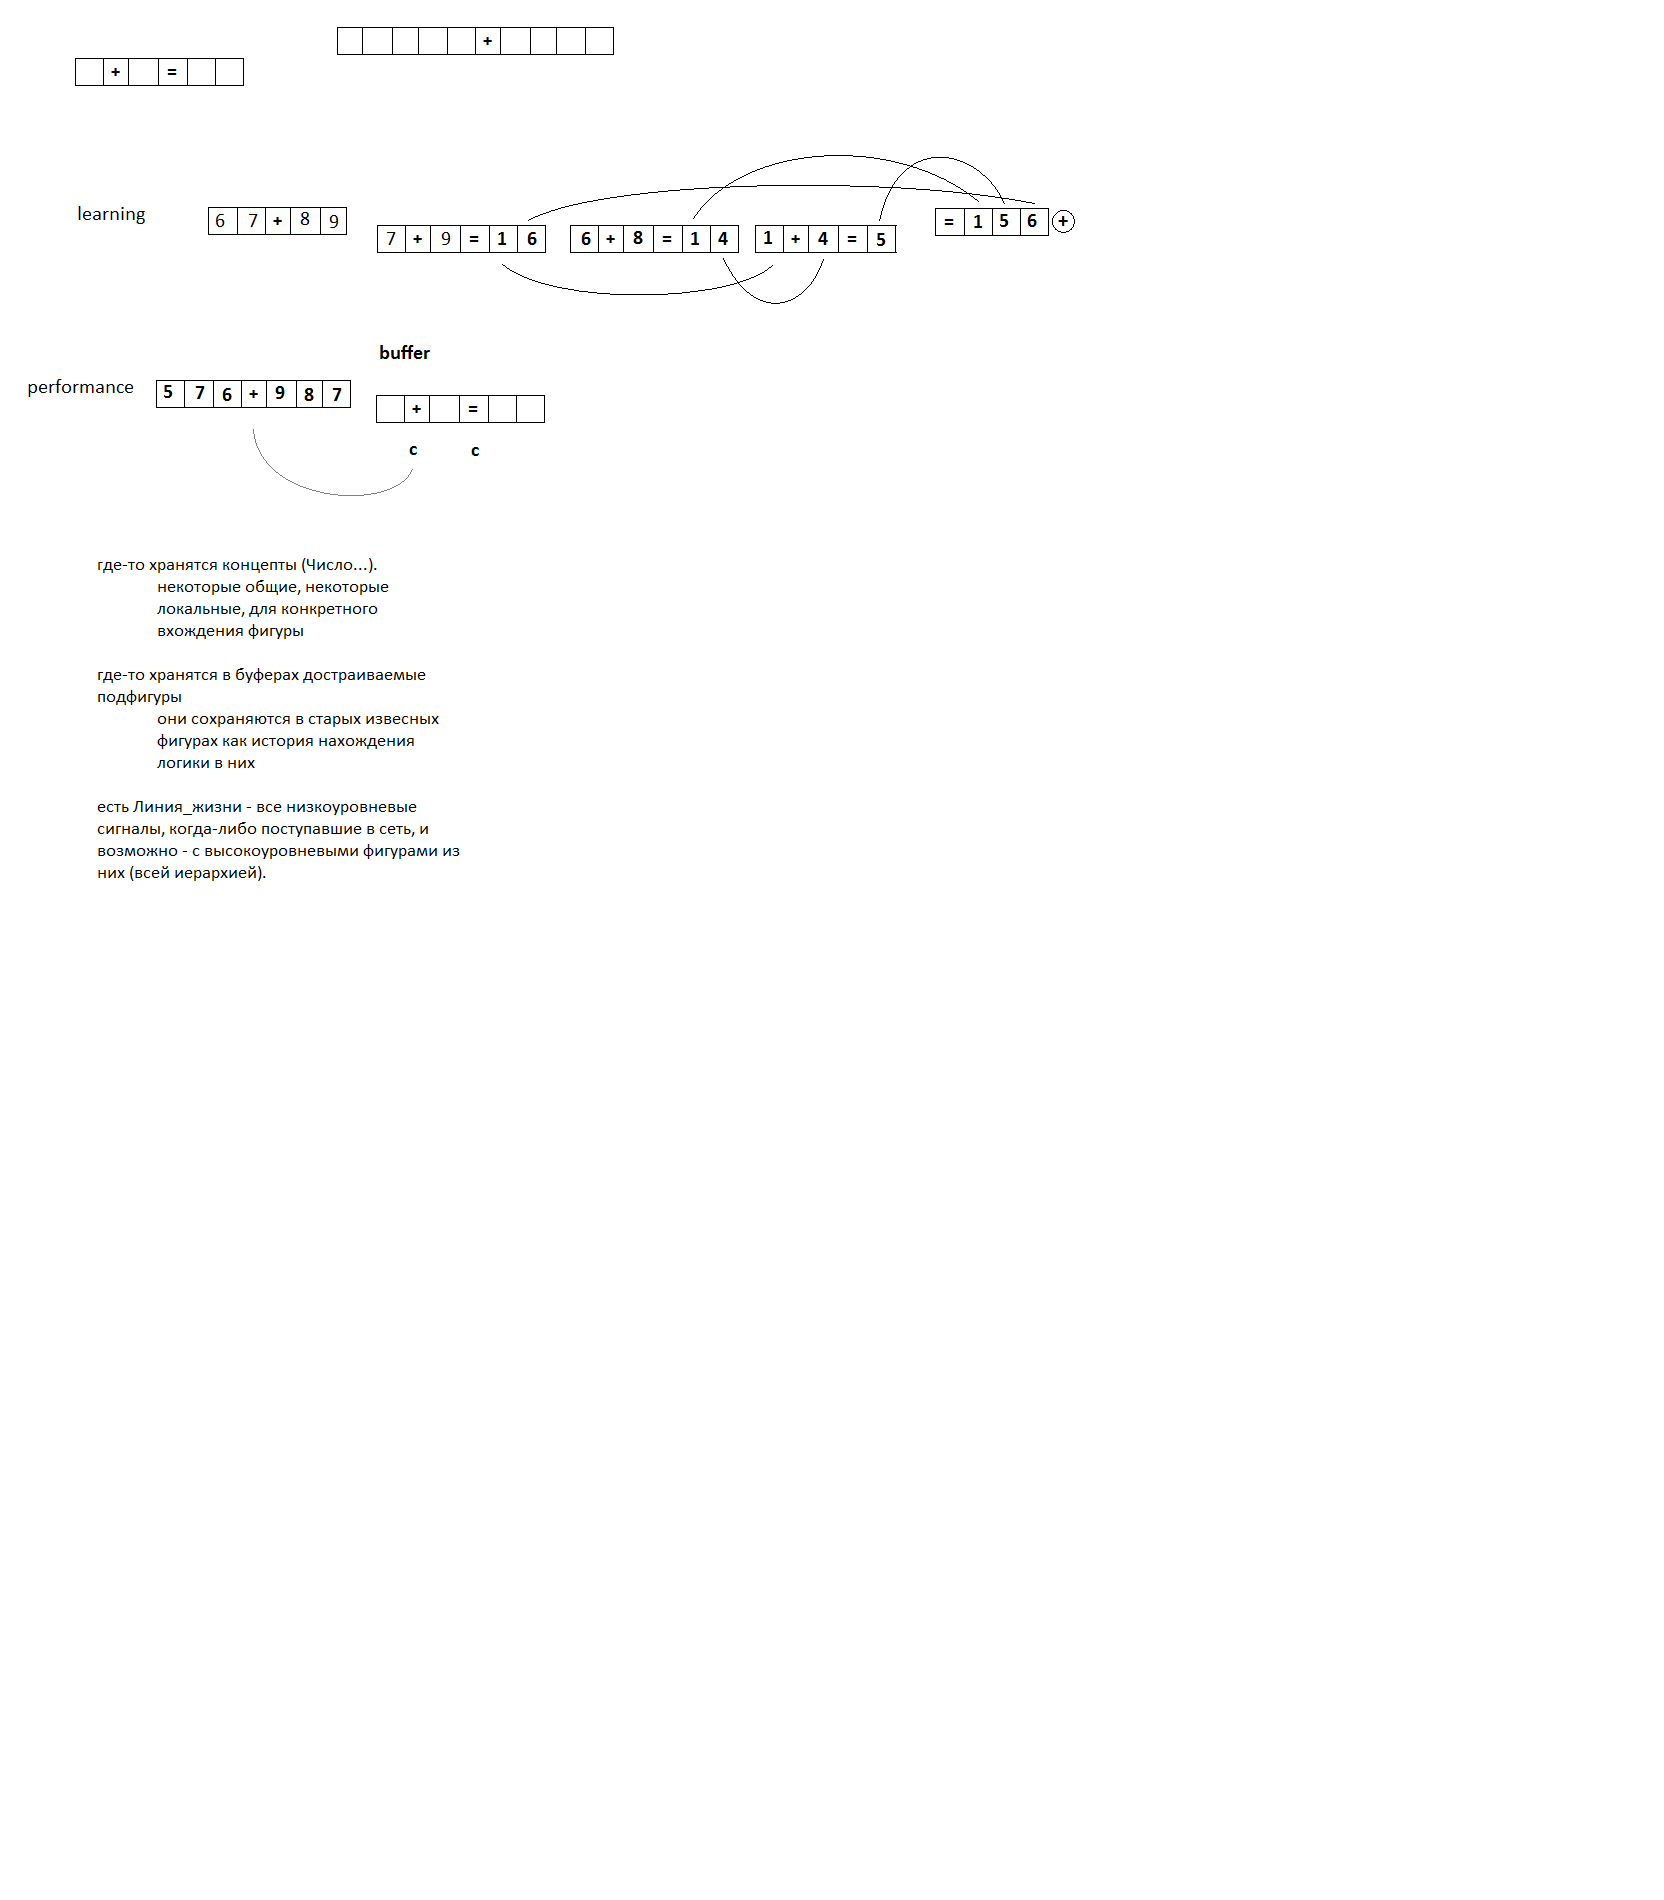 +
+ =
learning 6 7 + 8 9
7 + 9 = 1 6 6 + 8 = 1 4 1 + 4 = 5
= 1 5 6 +
buffer
performance 5 7 6 + 9 8 7
+ =
c c
где-то хранятся концепты (Число...).
некоторые общие, некоторые
локальные, для конкретного
вхождения фигуры
где-то хранятся в буферах достраиваемые
подфигуры
они сохраняются в старых извесных
фигурах как история нахождения
логики в них
есть Линия_жизни - все низкоуровневые
сигналы, когда-либо поступавшие в сеть, и
возможно - с высокоуровневыми фигурами из
них (всей иерархией).